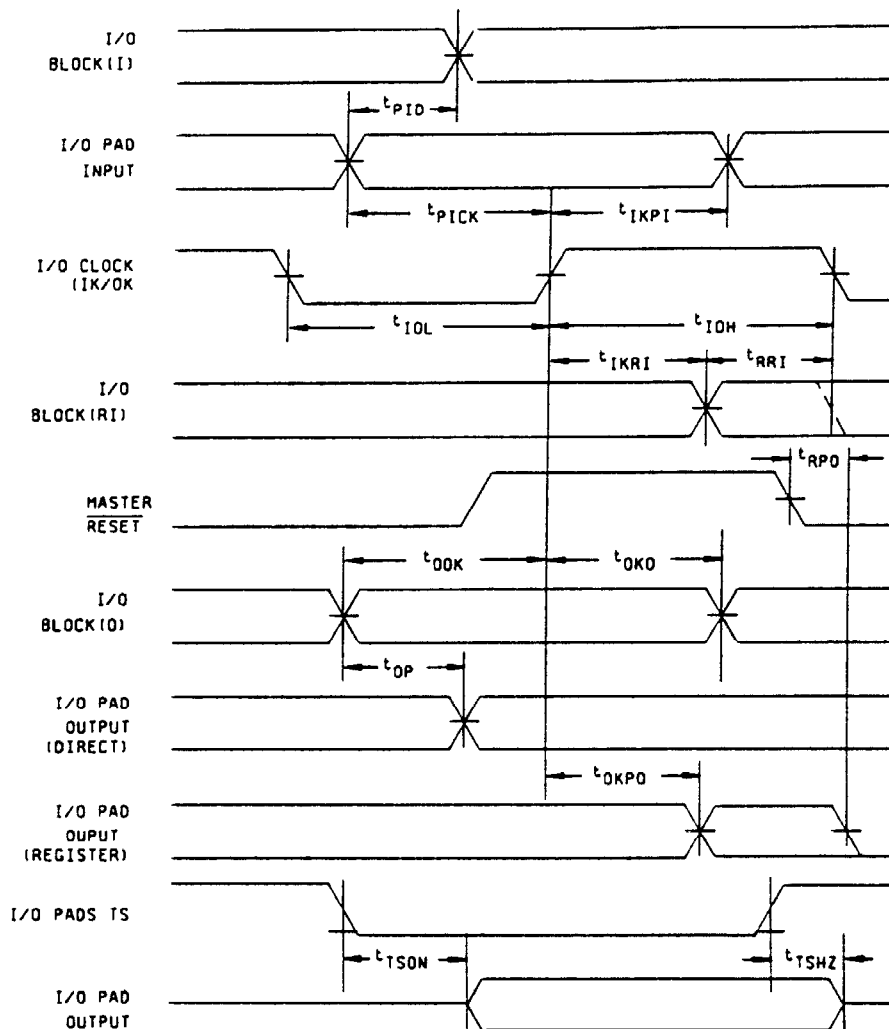 I/O
BLOCK(I)
tPID
I/O PAD
INPUT
tPICK
tIKPI
I/O CLOCK
(IK/OK
tIOL
tIOH
tIKRI
tRRI
I/O
BLOCK(RI)
tRPO
MASTER
RESET
tOOK
tOKO
I/O
BLOCK(O)
tOP
I/O PAD
OUTPUT
(DIRECT)
tOKPO
I/O PAD
OUPUT
(REGISTER)
I/O PADS TS
tTSON
tTSHZ
I/O PAD
OUTPUT